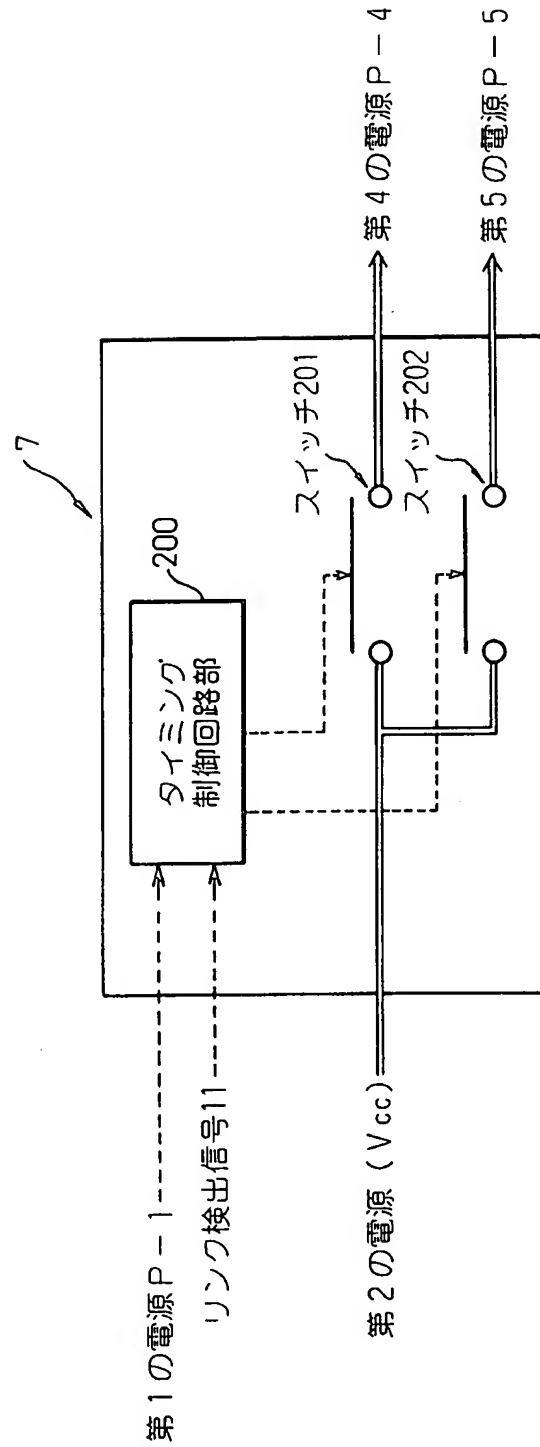 7
200
タイミング
制御回路部
第1の電源P-1
リンク検出信号11
スイッチ201
第4の電源P-4
第2の電源(Vcc)
スイッチ202
第5の電源P-5